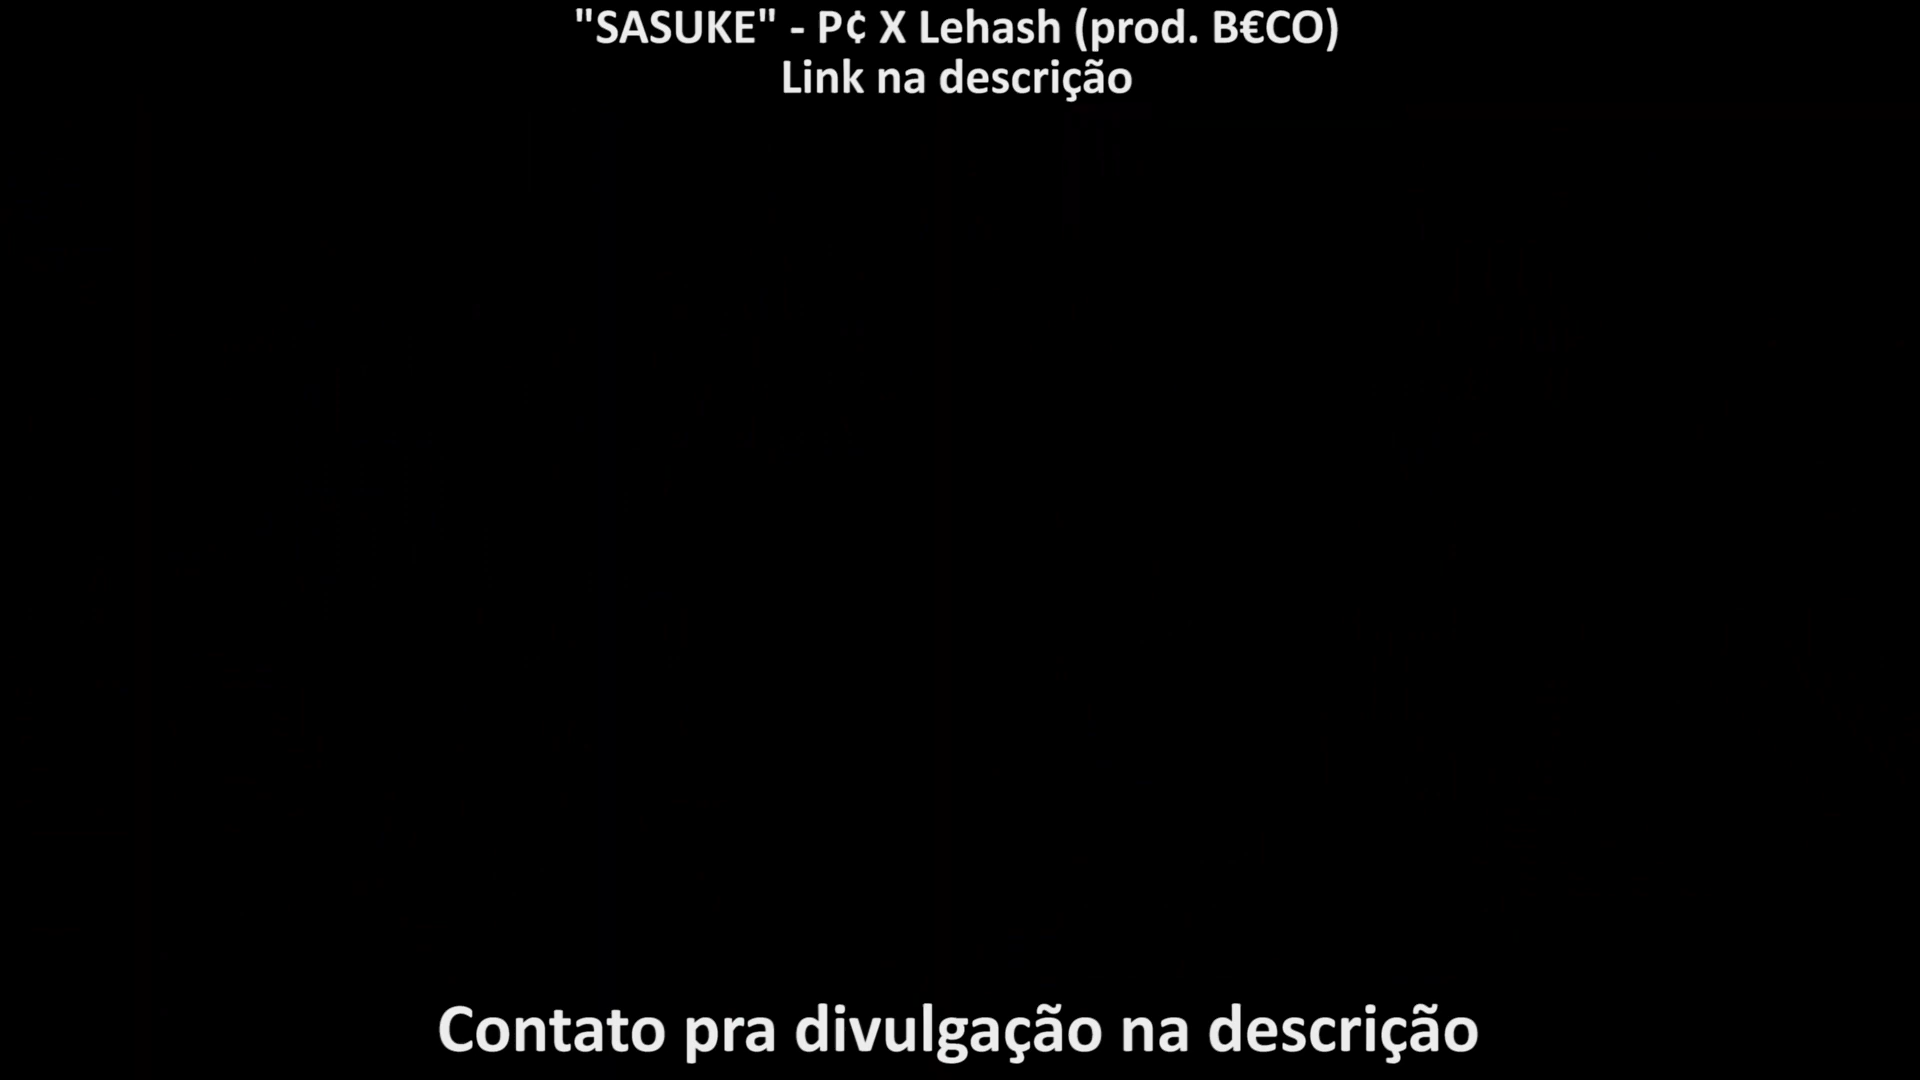 "SASUKE" - P¢ X Lehash (prod. B€CO)
Link na descrição
Contato pra divulgação na descrição